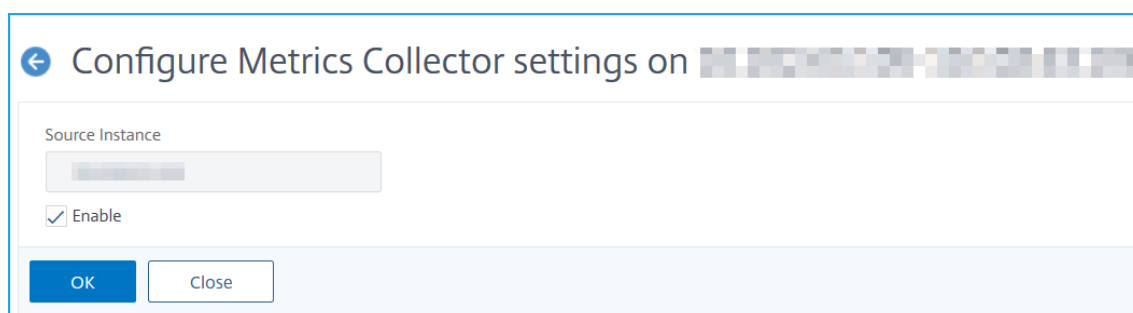 Configure Metrics Collector settings on
Source Instance
Enable
OK
Close